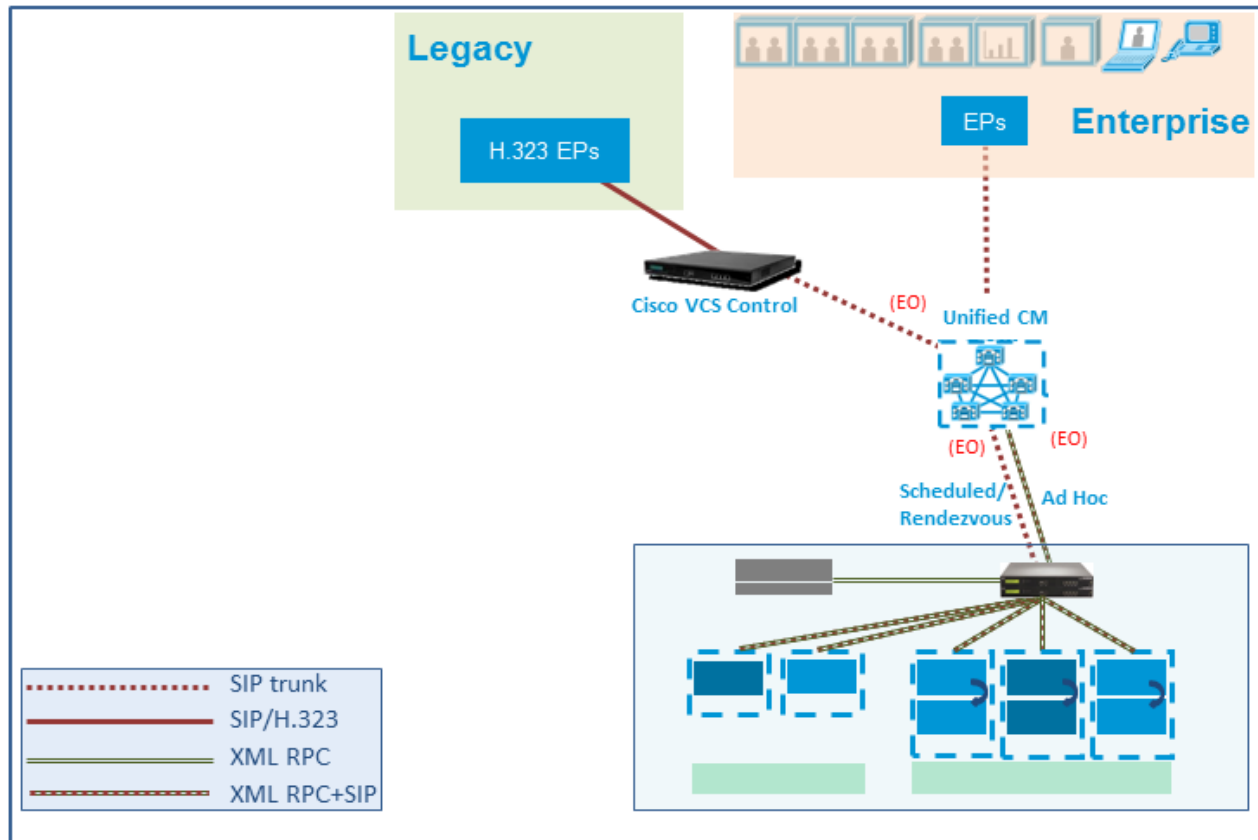 Legacy
H.323 EPs
EPs
Enterprise
Cisco VCS Control
(EO)
Unified CM
(EO)
(EO)
Scheduled/
Rendezvous
Ad Hoc
SIP trunk
SIP/H.323
XML RPC
XML RPC+SIP